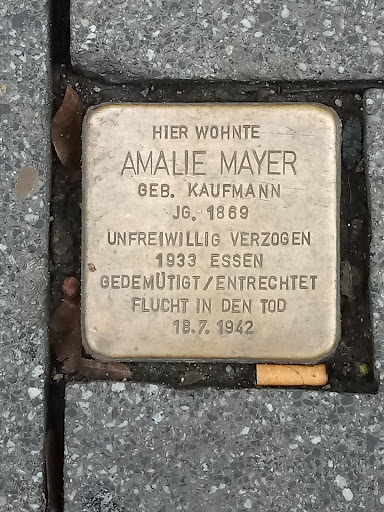 HIER WOHNTE
AMALIE MAYER
GEB. KAUFMANN
JG. 1869
UNFREIWILLIG VERZOGEN
1933 ESSEN
GEDEMÜTIGT/ENTRECHTET
FLUCHT IN DEN TOD
18.7. 1942